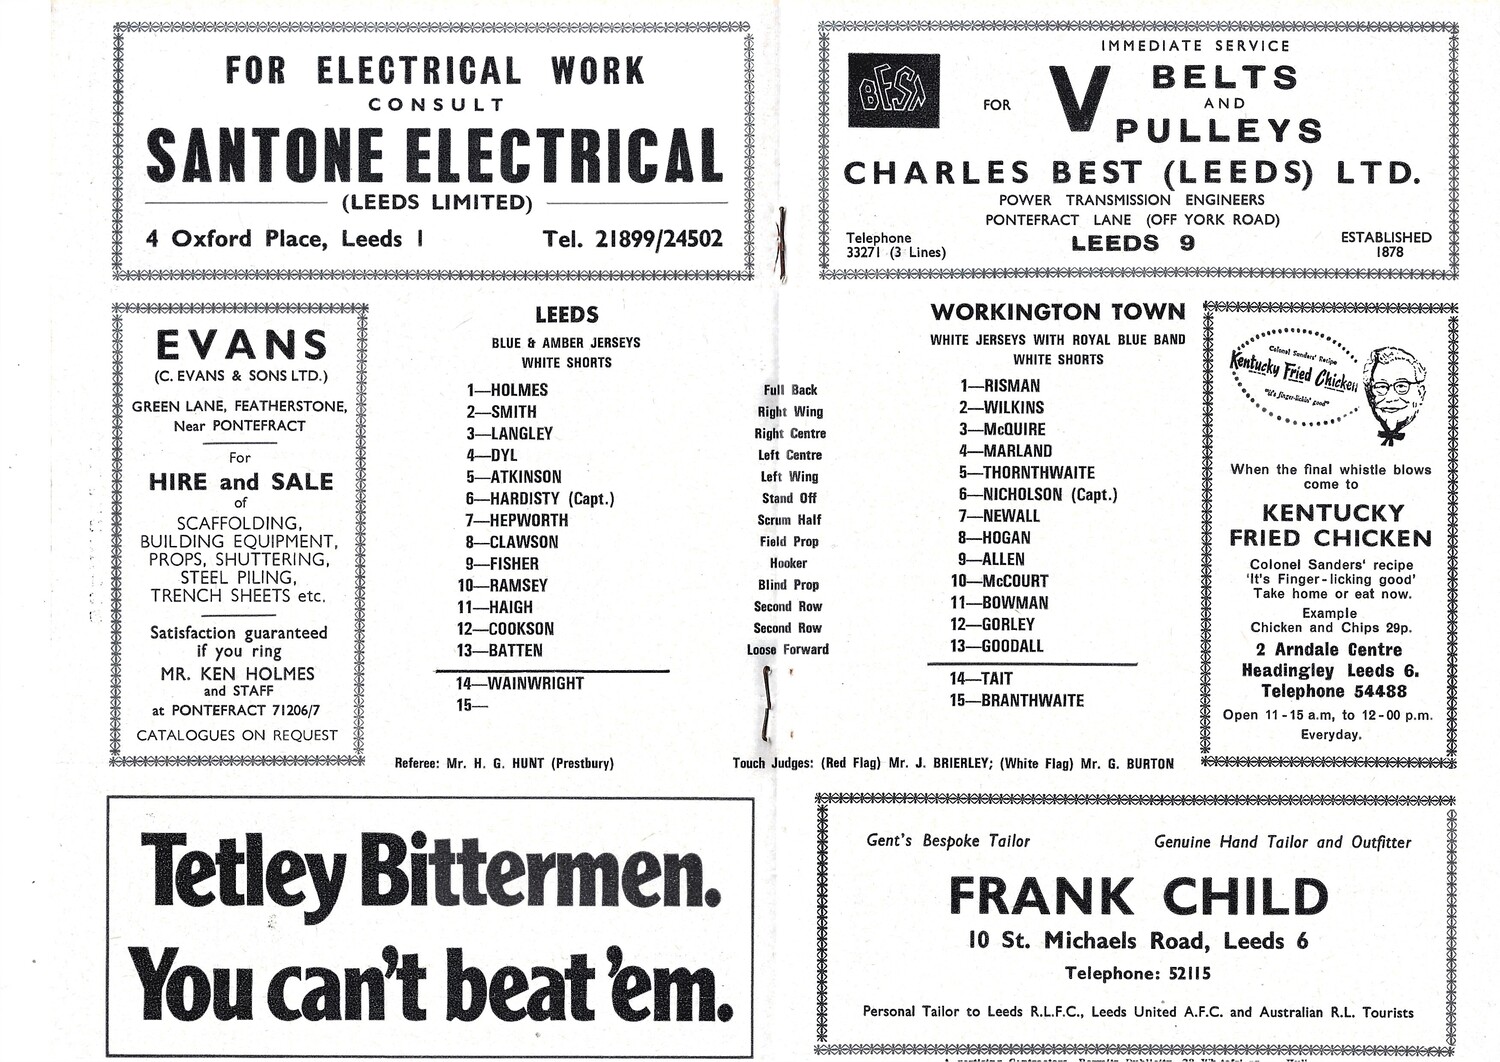 FOR ELECTRICAL WORK
CONSULT
SANTONE ELECTRICAL
(LEEDS LIMITED)
4 Oxford Place, Leeds 1 Tel. 21899/24502
IMMEDIATE SERVICE
BESN
FOR V BELTS
AND
PULLEYS
CHARLES BEST (LEEDS) LTD.
POWER TRANSMISSION ENGINEERS
PONTEFRACT LANE (OFF YORK ROAD)
Telephone
33271 (3 Lines)
LEEDS 9
ESTABLISHED
1878
EVANS
(C. EVANS & SONS LTD.)
GREEN LANE, FEATHERSTONE,
Near PONTEFRACT
For
HIRE and SALE
of
SCAFFOLDING,
BUILDING EQUIPMENT,
PROPS, SHUTTERING,
STEEL PILING,
TRENCH SHEETS etc.
Satisfaction guaranteed
if you ring
MR. KEN HOLMES
and STAFF
at PONTEFRACT 71206/7
CATALOGUES ON REQUEST
LEEDS
BLUE & AMBER JERSEYS
WHITE SHORTS
1—HOLMES
2—SMITH
3—LANGLEY
4—DYL
5—ATKINSON
6—HARDISTY (Capt.)
7—HEPWORTH
8—CLAWSON
9—FISHER
10—RAMSEY
11—HAIGH
12—COOKSON
13—BATTEN
14—WAINWRIGHT
15—
Full Back
Right Wing
Right Centre
Left Centre
Left Wing
Stand Off
Scrum Half
Field Prop
Hooker
Blind Prop
Second Row
Second Row
Loose Forward
WORKINGTON TOWN
WHITE JERSEYS WITH ROYAL BLUE BAND
WHITE SHORTS
1—RISMAN
2—WILKINS
3—McQUIRE
4—MARLAND
5—THORNTHWAITE
6—NICHOLSON (Capt.)
7—NEWALL
8—HOGAN
9—ALLEN
10—McCOURT
11—BOWMAN
12—GORLEY
13—GOODALL
14—TAIT
15—BRANTHWAITE
Referee: Mr. H. G. HUNT (Prestbury)
Touch Judges: (Red Flag) Mr. J. BRIERLEY; (White Flag) Mr. G. BURTON
Colonel Sanders' Recipe
Kentucky Fried Chicken
"It's finger-lickin' good"
When the final whistle blows
come to
KENTUCKY
FRIED CHICKEN
Colonel Sanders' recipe
'It's Finger-licking good'
Take home or eat now.
Example
Chicken and Chips 29p.
2 Arndale Centre
Headingley Leeds 6.
Telephone 54488
Open 11-15 a.m, to 12-00 p.m.
Everyday.
Tetley Bittermen.
You can't beat 'em.
Gent's Bespoke Tailor Genuine Hand Tailor and Outfitter
FRANK CHILD
10 St. Michaels Road, Leeds 6
Telephone: 52115
Personal Tailor to Leeds R.L.F.C., Leeds United A.F.C. and Australian R.L. Tourists